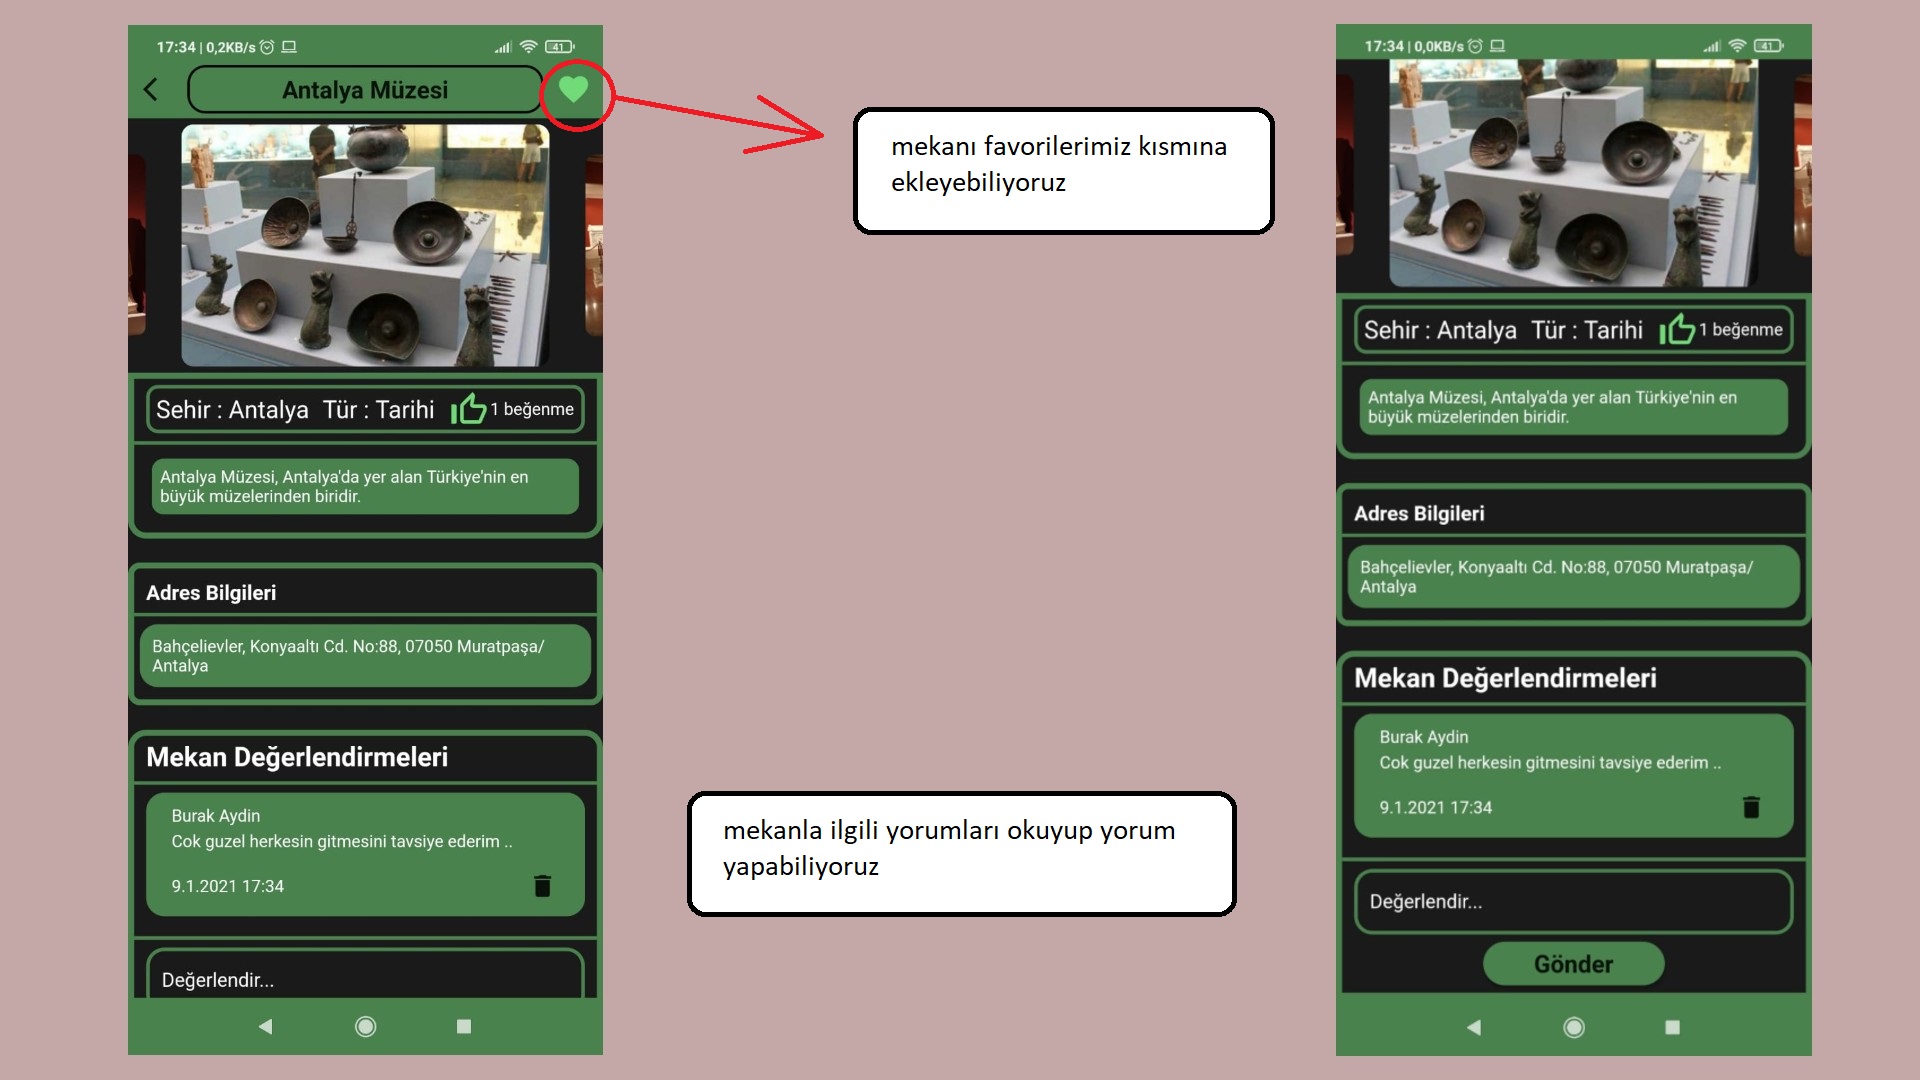 17:34 | 0,2KB/s
41
Antalya Müzesi
Sehir : Antalya Tür : Tarihi 1 beğenme
Antalya Müzesi, Antalya'da yer alan Türkiye'nin en
büyük müzelerinden biridir.
Adres Bilgileri
Bahçelievler, Konyaaltı Cd. No:88, 07050 Muratpaşa/
Antalya
Mekan Değerlendirmeleri
Burak Aydin
Cok guzel herkesin gitmesini tavsiye ederim ..
9.1.2021 17:34
Değerlendir...
mekanı favorilerimiz kısmına
ekleyebiliyoruz
mekanla ilgili yorumları okuyup yorum
yapabiliyoruz
17:34 | 0,0KB/s
41
Sehir : Antalya Tür : Tarihi 1 beğenme
Antalya Müzesi, Antalya'da yer alan Türkiye'nin en
büyük müzelerinden biridir.
Adres Bilgileri
Bahçelievler, Konyaaltı Cd. No:88, 07050 Muratpaşa/
Antalya
Mekan Değerlendirmeleri
Burak Aydin
Cok guzel herkesin gitmesini tavsiye ederim ..
9.1.2021 17:34
Değerlendir...
Gönder